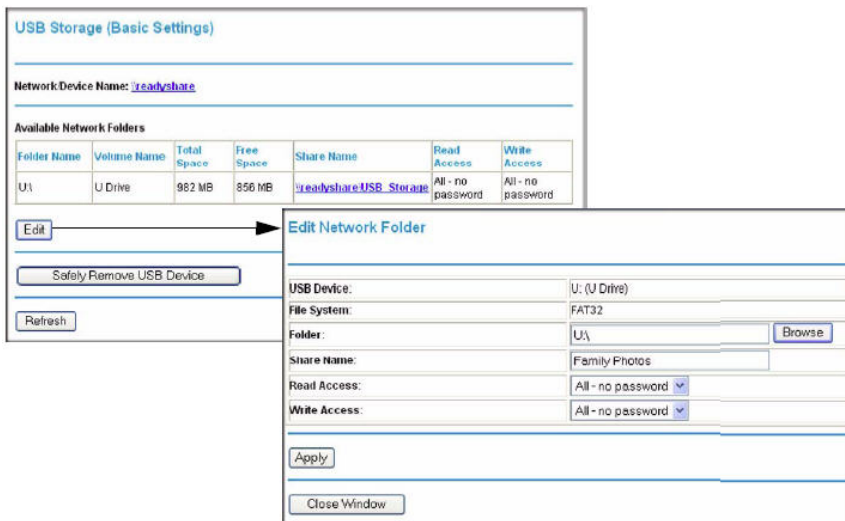 USB Storage (Basic Settings)
Network/Device Name: \\readyshare
Available Network Folders
Folder Name Volume Name Total Space Free Space Share Name Read Access Write Access
U:\ U Drive 982 MB 856 MB \\readyshare\USB_Storage All - no password All - no password
Edit
Safely Remove USB Device
Refresh
Edit Network Folder
USB Device: U: (U Drive)
File System: FAT32
Folder: U:\ Browse
Share Name: Family Photos
Read Access: All - no password
Write Access: All - no password
Apply
Close Window